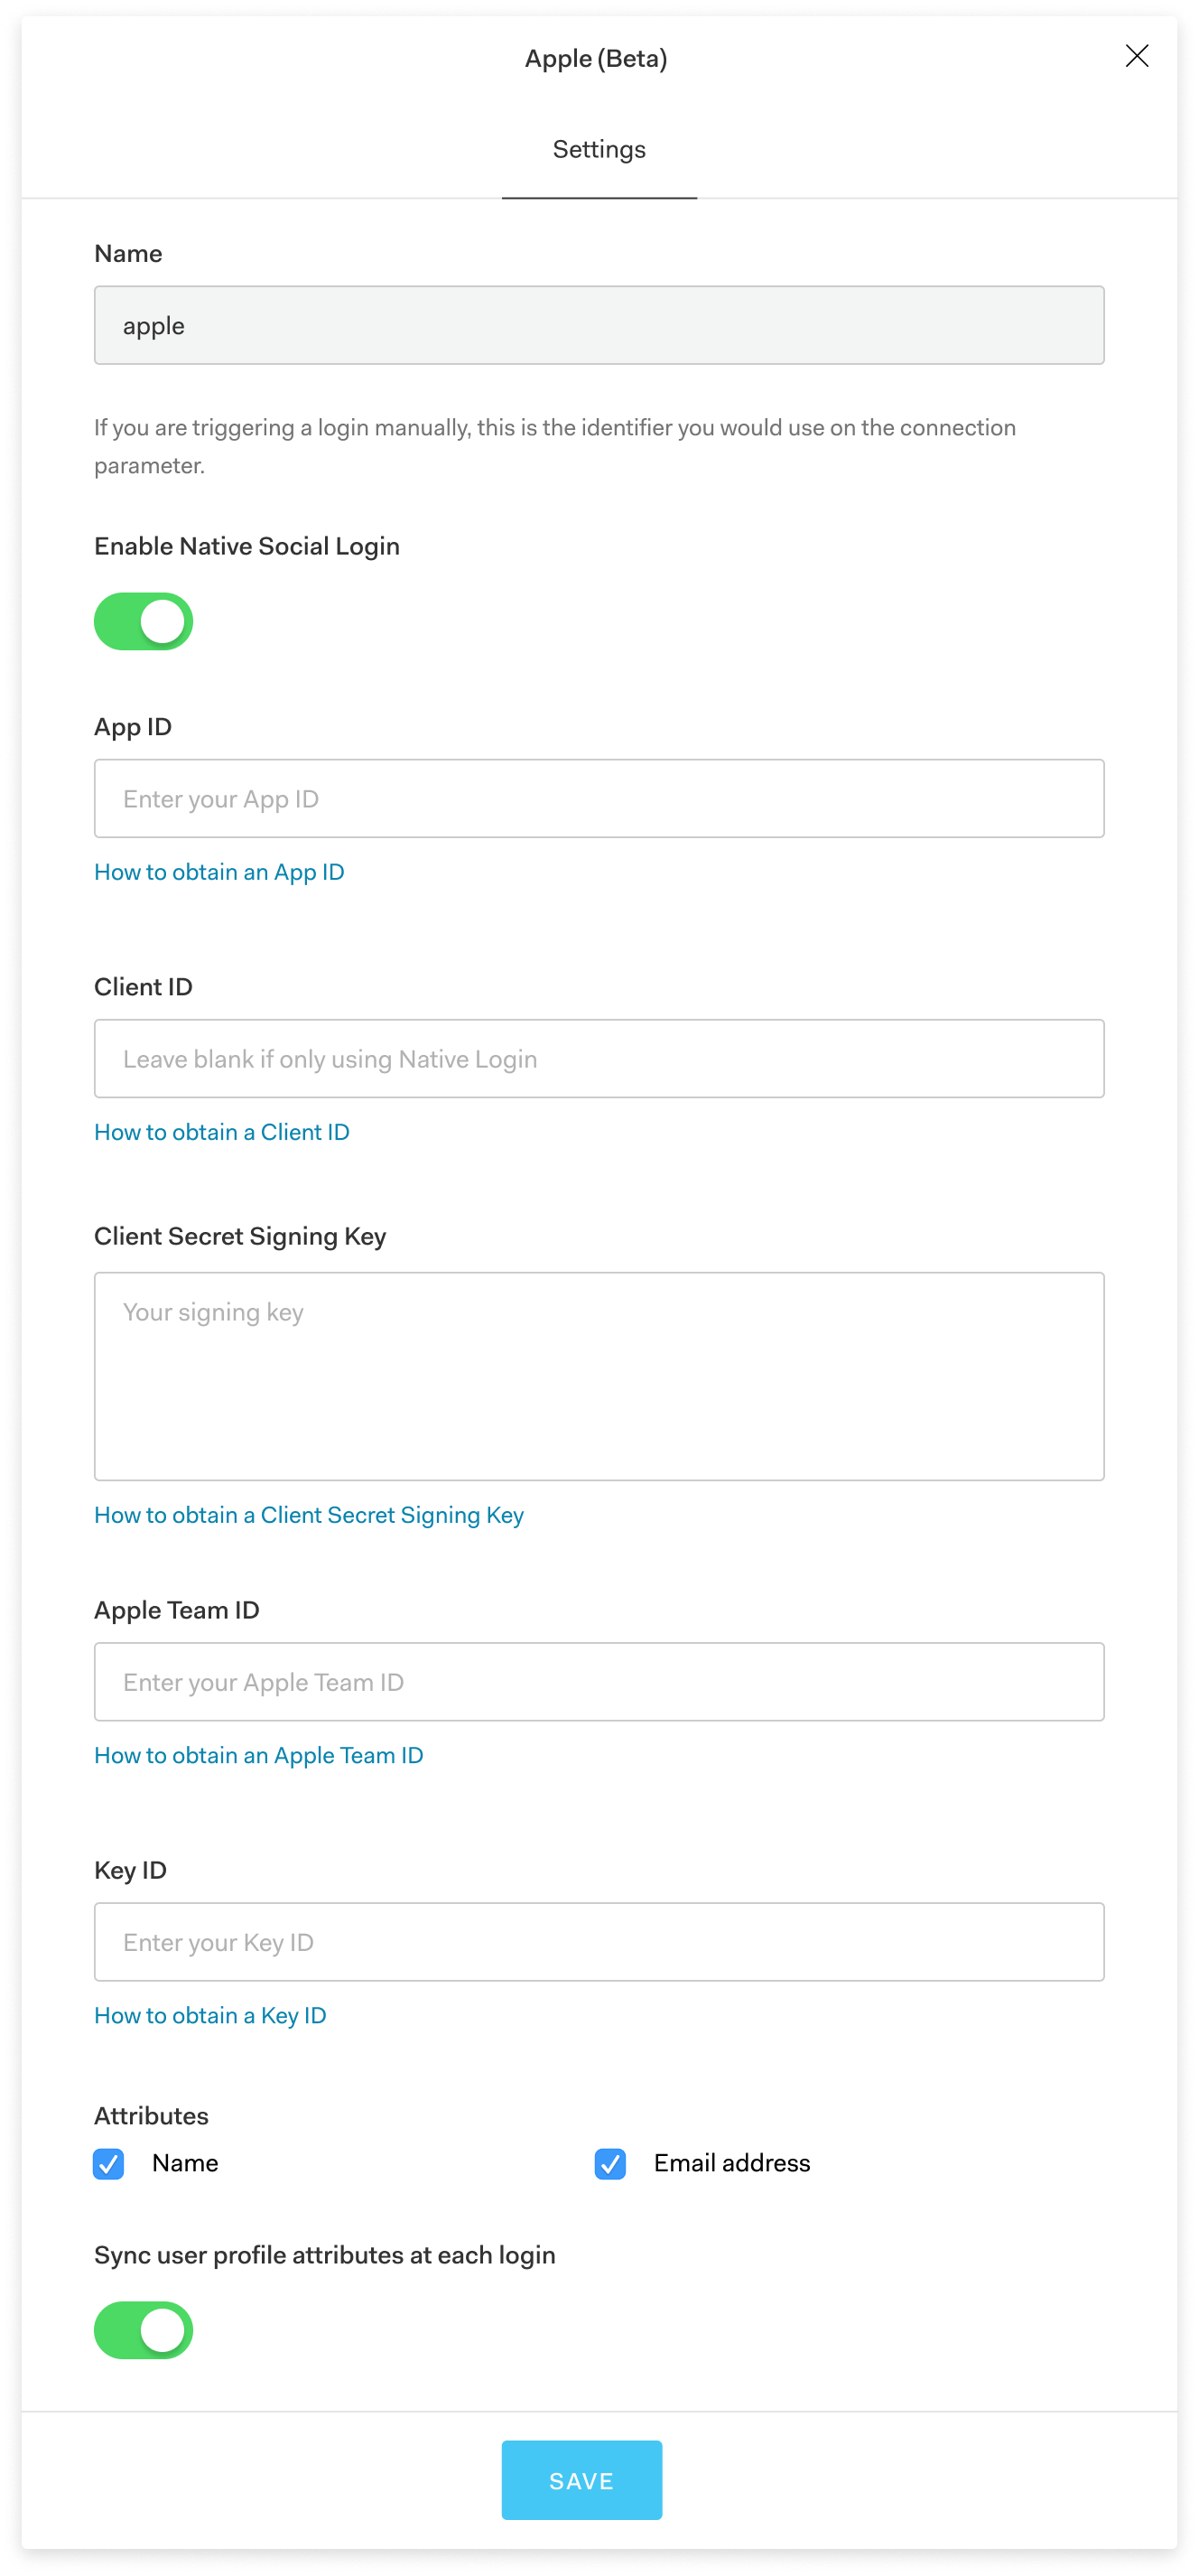 Apple (Beta)
Settings
Name
apple
If you are triggering a login manually, this is the identifier you would use on the connection
parameter.
Enable Native Social Login
App ID
Enter your App ID
How to obtain an App ID
Client ID
Leave blank if only using Native Login
How to obtain a Client ID
Client Secret Signing Key
Your signing key
How to obtain a Client Secret Signing Key
Apple Team ID
Enter your Apple Team ID
How to obtain an Apple Team ID
Key ID
Enter your Key ID
How to obtain a Key ID
Attributes
Name
Email address
Sync user profile attributes at each login
SAVE